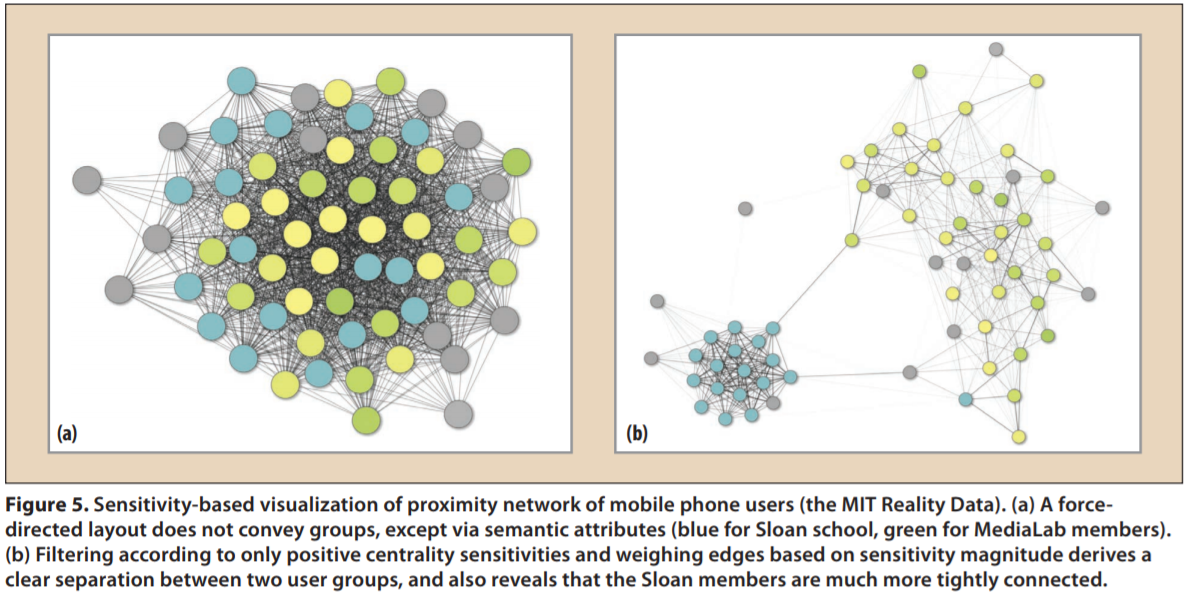 (a)
(b)
Figure 5. Sensitivity-based visualization of proximity network of mobile phone users (the MIT Reality Data). (a) A force-
directed layout does not convey groups, except via semantic attributes (blue for Sloan school, green for MediaLab members).
(b) Filtering according to only positive centrality sensitivities and weighing edges based on sensitivity magnitude derives a
clear separation between two user groups, and also reveals that the Sloan members are much more tightly connected.